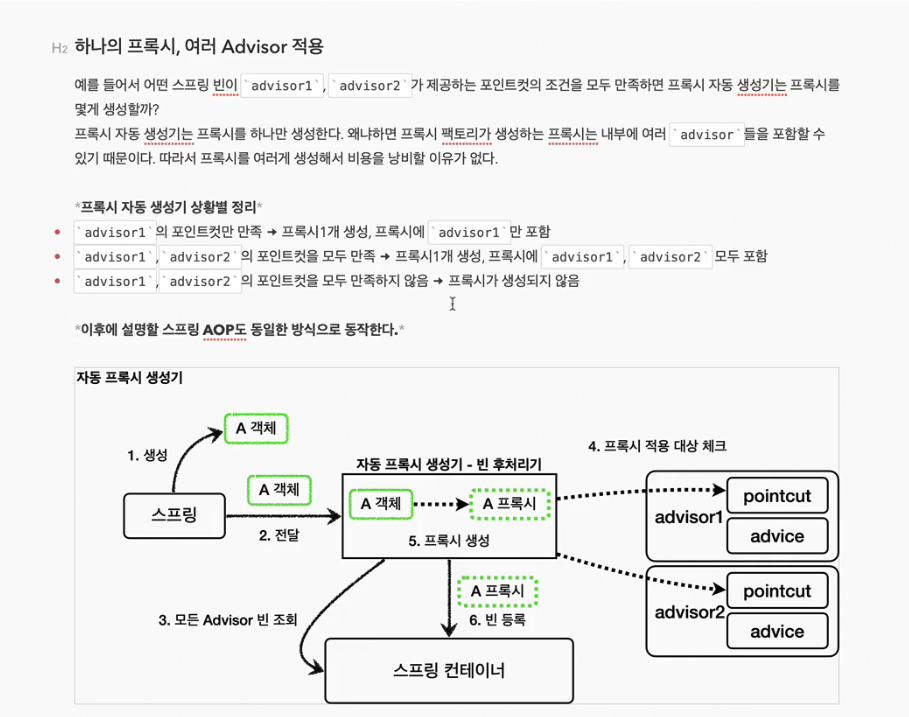 H2 하나의 프록시, 여러 Advisor 적용
예를 들어서 어떤 스프링 빈이 `advisor1`, `advisor2`가 제공하는 포인트컷의 조건을 모두 만족하면 프록시 자동 생성기는 프록시를
몇개 생성할까?
프록시 자동 생성기는 프록시를 하나만 생성한다. 왜냐하면 프록시 팩토리가 생성하는 프록시는 내부에 여러 `advisor`들을 포함할 수
있기 때문이다. 따라서 프록시를 여러개 생성해서 비용을 낭비할 이유가 없다.
*프록시 자동 생성기 상황별 정리*
• `advisor1`의 포인트컷만 만족 → 프록시1개 생성, 프록시에 `advisor1`만 포함
• `advisor1`, `advisor2`의 포인트컷을 모두 만족 → 프록시1개 생성, 프록시에 `advisor1`, `advisor2` 모두 포함
• `advisor1`, `advisor2`의 포인트컷을 모두 만족하지 않음 → 프록시가 생성되지 않음
*이후에 설명할 스프링 AOP도 동일한 방식으로 동작한다.*
자동 프록시 생성기
A 객체
1. 생성
4. 프록시 적용 대상 체크
자동 프록시 생성기 - 빈 후처리기
A 객체
스프링
2. 전달
A 객체
A 프록시
5. 프록시 생성
advisor1
pointcut
advice
advisor2
pointcut
advice
A 프록시
3. 모든 Advisor 빈 조회
6. 빈 등록
스프링 컨테이너